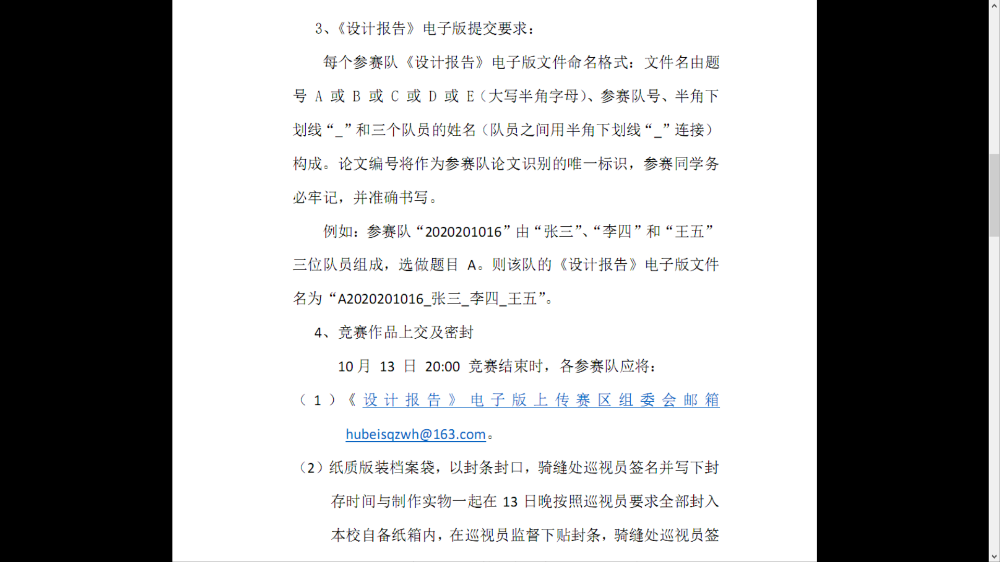 3、《设计报告》电子版提交要求：
每个参赛队《设计报告》电子版文件命名格式：文件名由题
号 A 或 B 或 C 或 D 或 E（大写半角字母）、参赛队号、半角下
划线“_”和三个队员的姓名（队员之间用半角下划线“_”连接）
构成。论文编号将作为参赛队论文识别的唯一标识，参赛同学务
必牢记，并准确书写。
例如：参赛队“2020201016”由“张三”、“李四”和“王五”
三位队员组成，选做题目 A。则该队的《设计报告》电子版文件
名为“A2020201016_张三_李四_王五”。
4、竞赛作品上交及密封
10月 13 日 20:00 竞赛结束时，各参赛队应将：
（1）《设计报告》电子版上传赛区组委会邮箱
hubeisqzwh@163.com。
（2）纸质版装档案袋，以封条封口，骑缝处巡视员签名并写下封
存时间与制作实物一起在 13 日晚按照巡视员要求全部封入
本校自备纸箱内，在巡视员监督下贴封条，骑缝处巡视员签